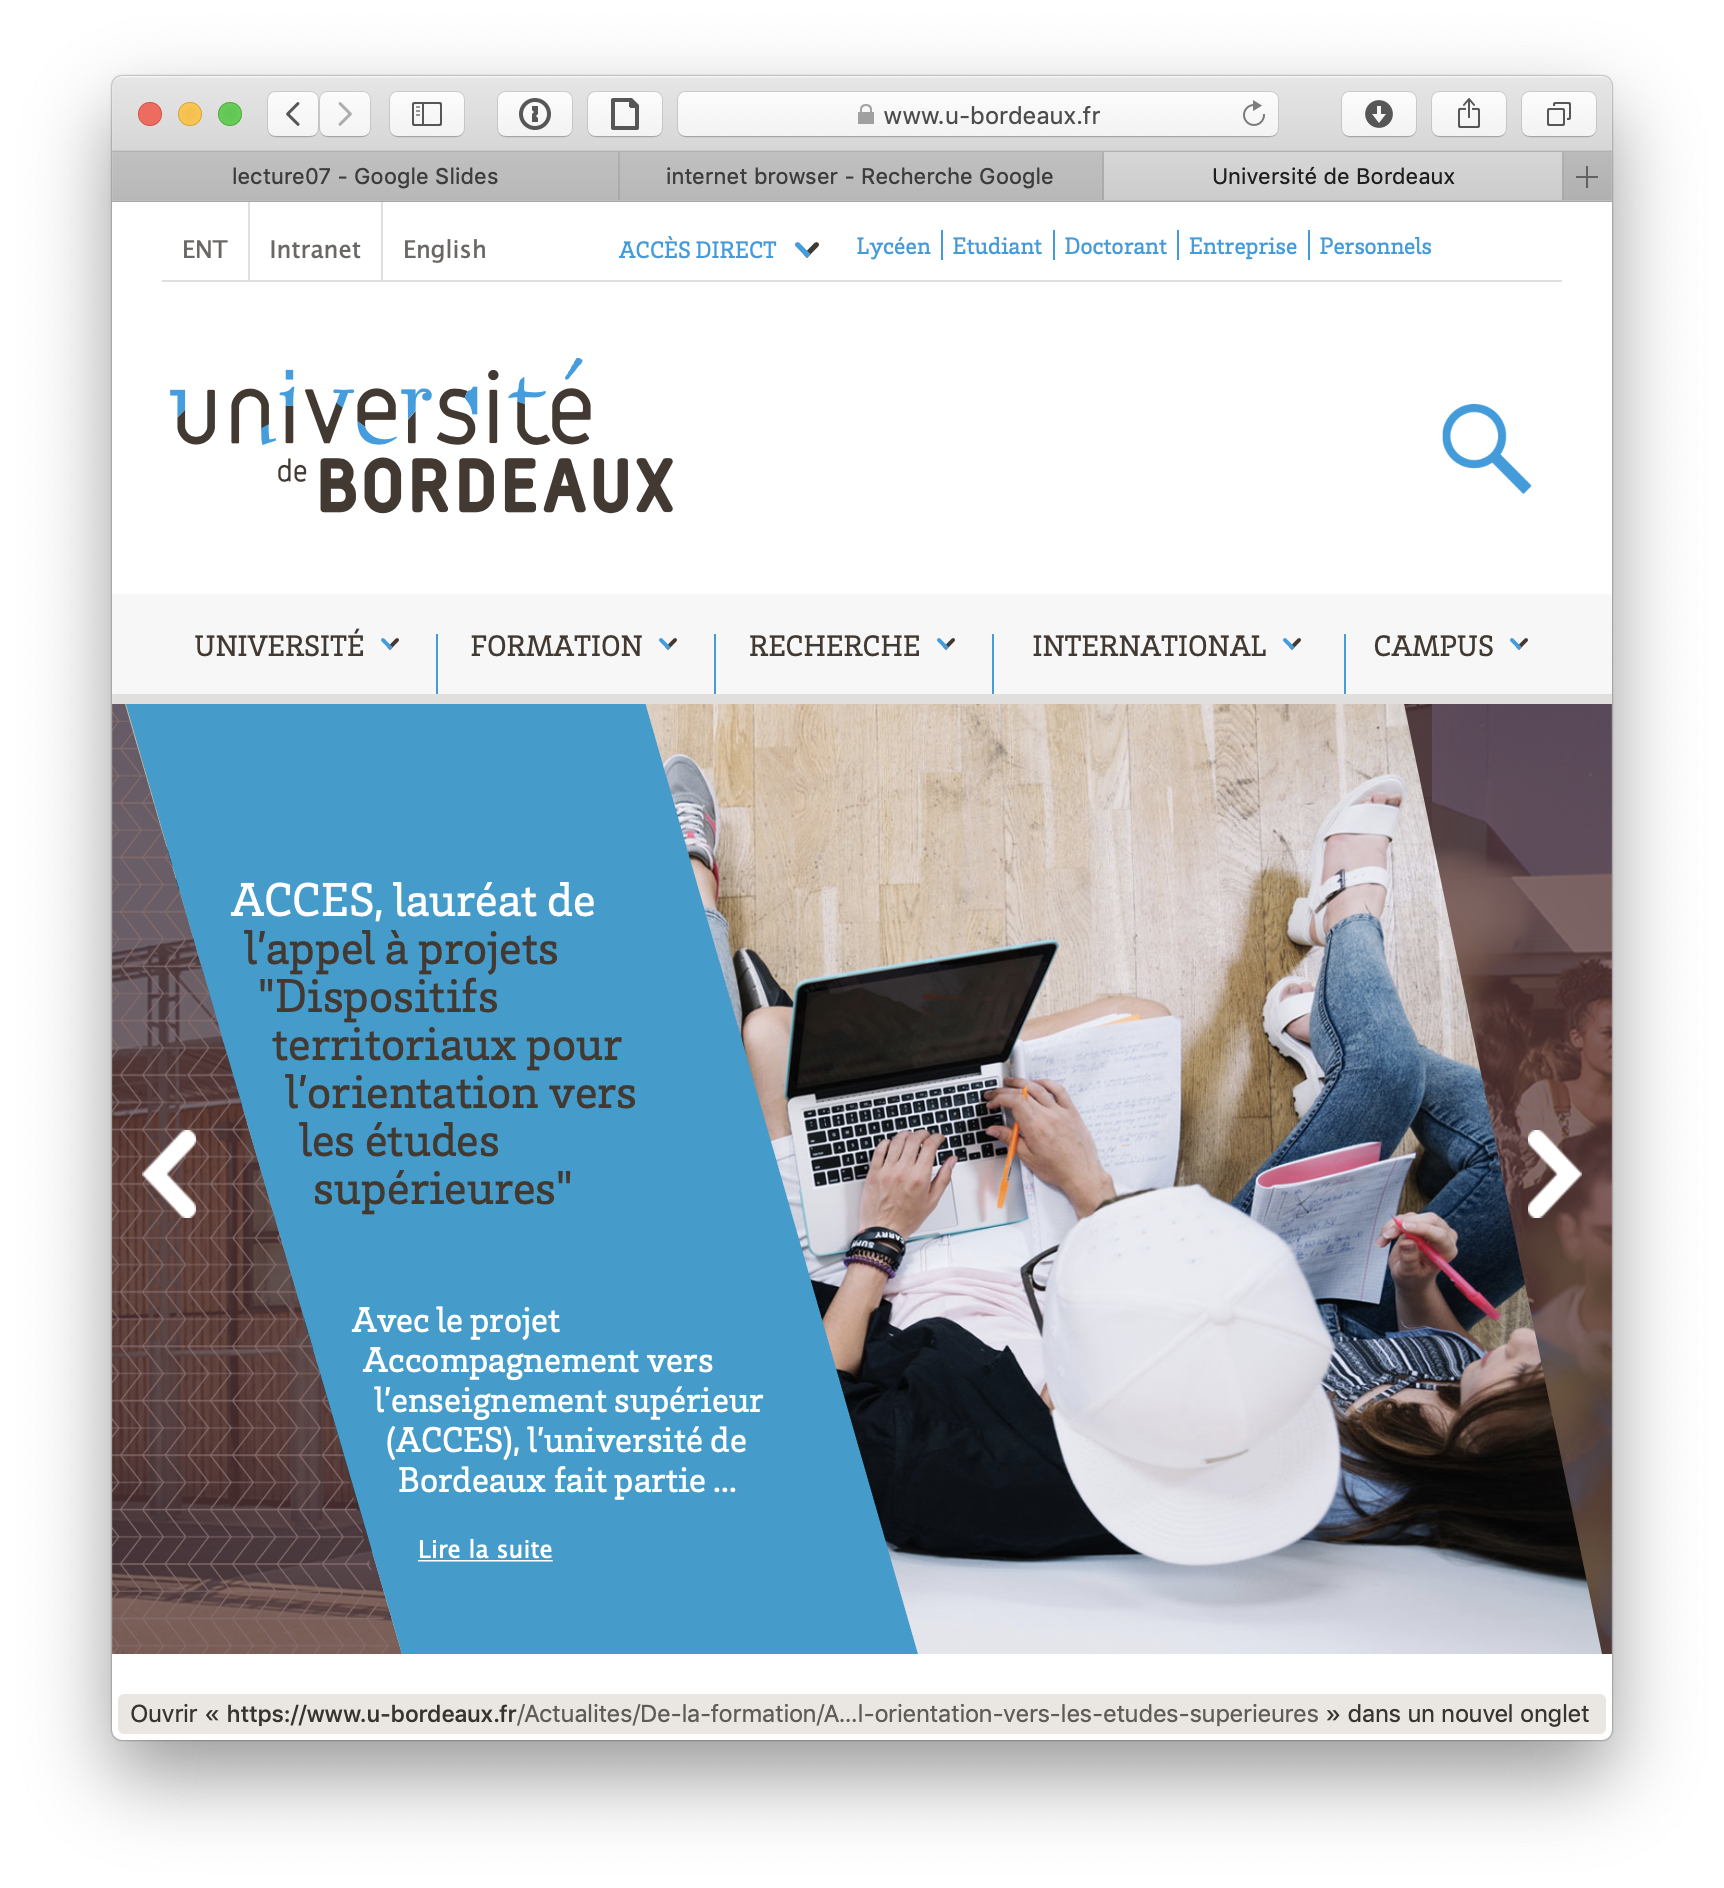 www.u-bordeaux.fr
lecture07 - Google Slides
internet browser - Recherche Google
Université de Bordeaux
ENT
Intranet
English
ACCÈS DIRECT
Lycéen
Etudiant
Doctorant
Entreprise
Personnels
université
de BORDEAUX
UNIVERSITÉ
FORMATION
RECHERCHE
INTERNATIONAL
CAMPUS
ACCES, lauréat de
l'appel à projets
"Dispositifs
territoriaux pour
l'orientation vers
les études
supérieures"
Avec le projet
Accompagnement vers
l'enseignement supérieur
(ACCES), l'université de
Bordeaux fait partie ...
Lire la suite
Ouvrir « https://www.u-bordeaux.fr/Actualites/De-la-formation/A...l-orientation-vers-les-etudes-superieures » dans un nouvel onglet